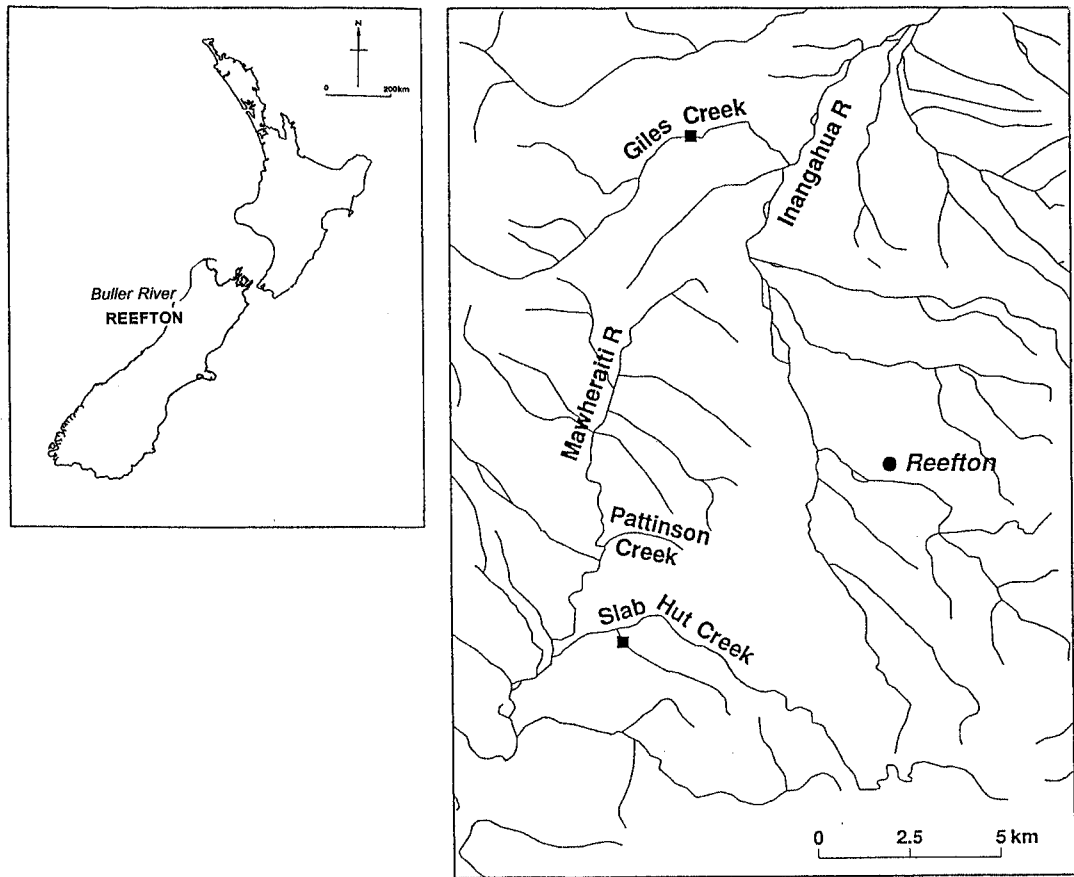 N
0 200km
Buller River
REEFTON
Giles Creek
Inangahua R
Mawheraiti R
Reefton
Pattinson
Creek
Slab Hut Creek
0 2.5 5 km